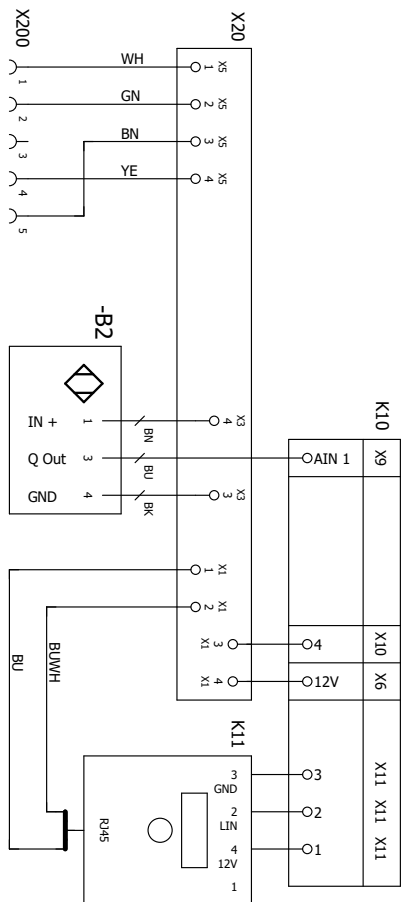 X200
X20
K10
1
WH
1 X5
2
GN
2 X5
3
BN
3 X5
4
YE
4 X5
5
-B2
IN + 1
BN
4 X3
Q Out 3
BU
AIN 1 X9
GND 4
BK
3 X3
1 X1
2 X1
X1 3
4 X10
X1 4
12V X6
BU
BUWH
K11
RJ45
3
GND
3 X11
2
LIN
2 X11
4
12V
1 X11
1